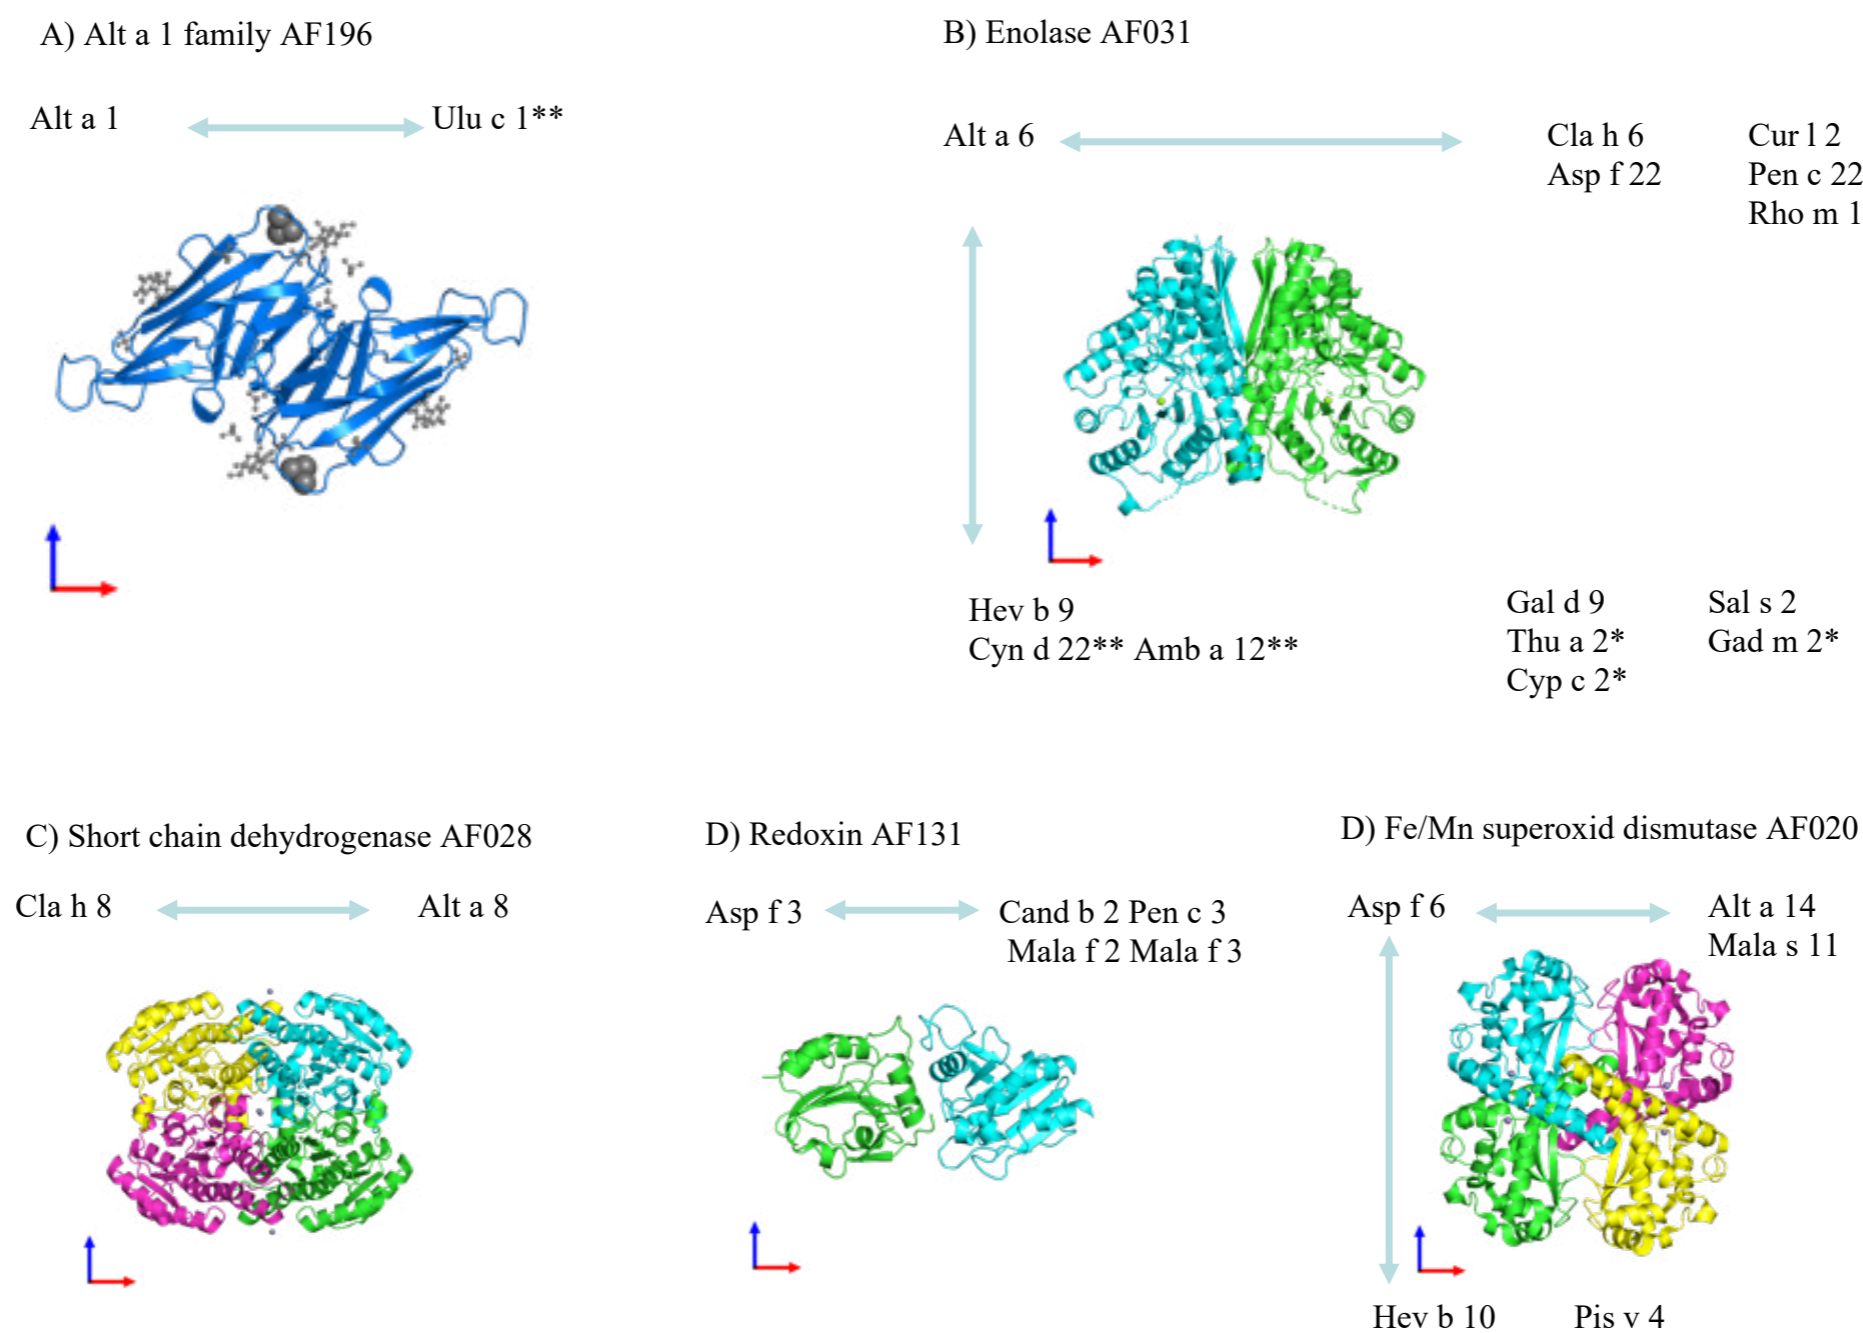 A) Alt a 1 family AF196
Alt a 1
Ulu c 1**
B) Enolase AF031
Alt a 6
Cla h 6
Cur l 2
Asp f 22
Pen c 22
Rho m 1
Hev b 9
Cyn d 22** Amb a 12**
Gal d 9
Sal s 2
Thu a 2*
Gad m 2*
Cyp c 2*
C) Short chain dehydrogenase AF028
Cla h 8
Alt a 8
D) Redoxin AF131
Asp f 3
Cand b 2 Pen c 3
Mala f 2 Mala f 3
D) Fe/Mn superoxid dismutase AF020
Asp f 6
Alt a 14
Mala s 11
Hev b 10
Pis v 4